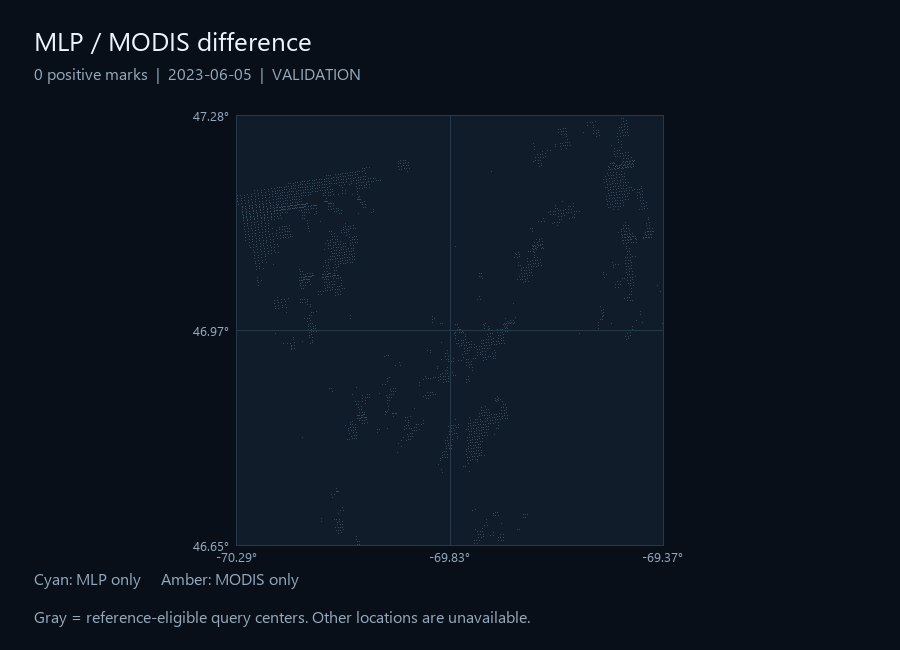 MLP / MODIS difference
0 positive marks | 2023-06-05 | VALIDATION
47.28°
46.97°
46.65°
-70.29° -69.83° -69.37°
Cyan: MLP only Amber: MODIS only
Gray = reference-eligible query centers. Other locations are unavailable.